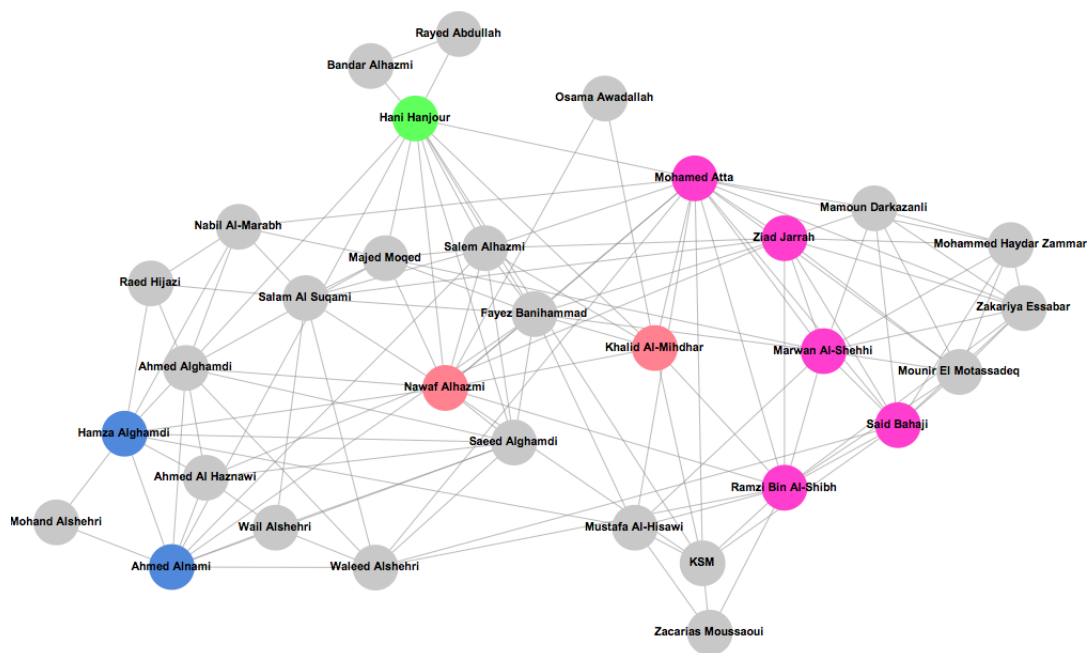 Rayed Abdullah
Bandar Alhazmi
Osama Awadallah
Hani Hanjour
Mohamed Atta
Mamoun Darkazanli
Nabil Al-Marabh
Ziad Jarrah
Mohammed Haydar Zammar
Salem Alhazmi
Majed Moqed
Raed Hijazi
Salam Al Suqami
Zakariya Essabar
Fayez Banihammad
Khalid Al-Mihdhar
Marwan Al-Shehhi
Ahmed Alghamdi
Mounir El Motassadeq
Nawaf Alhazmi
Said Bahaji
Hamza Alghamdi
Saeed Alghamdi
Ahmed Al Haznawi
Ramzi Bin Al-Shibh
Mohand Alshehri
Wail Alshehri
Mustafa Al-Hisawi
KSM
Ahmed Alnami
Waleed Alshehri
Zacarias Moussaoui